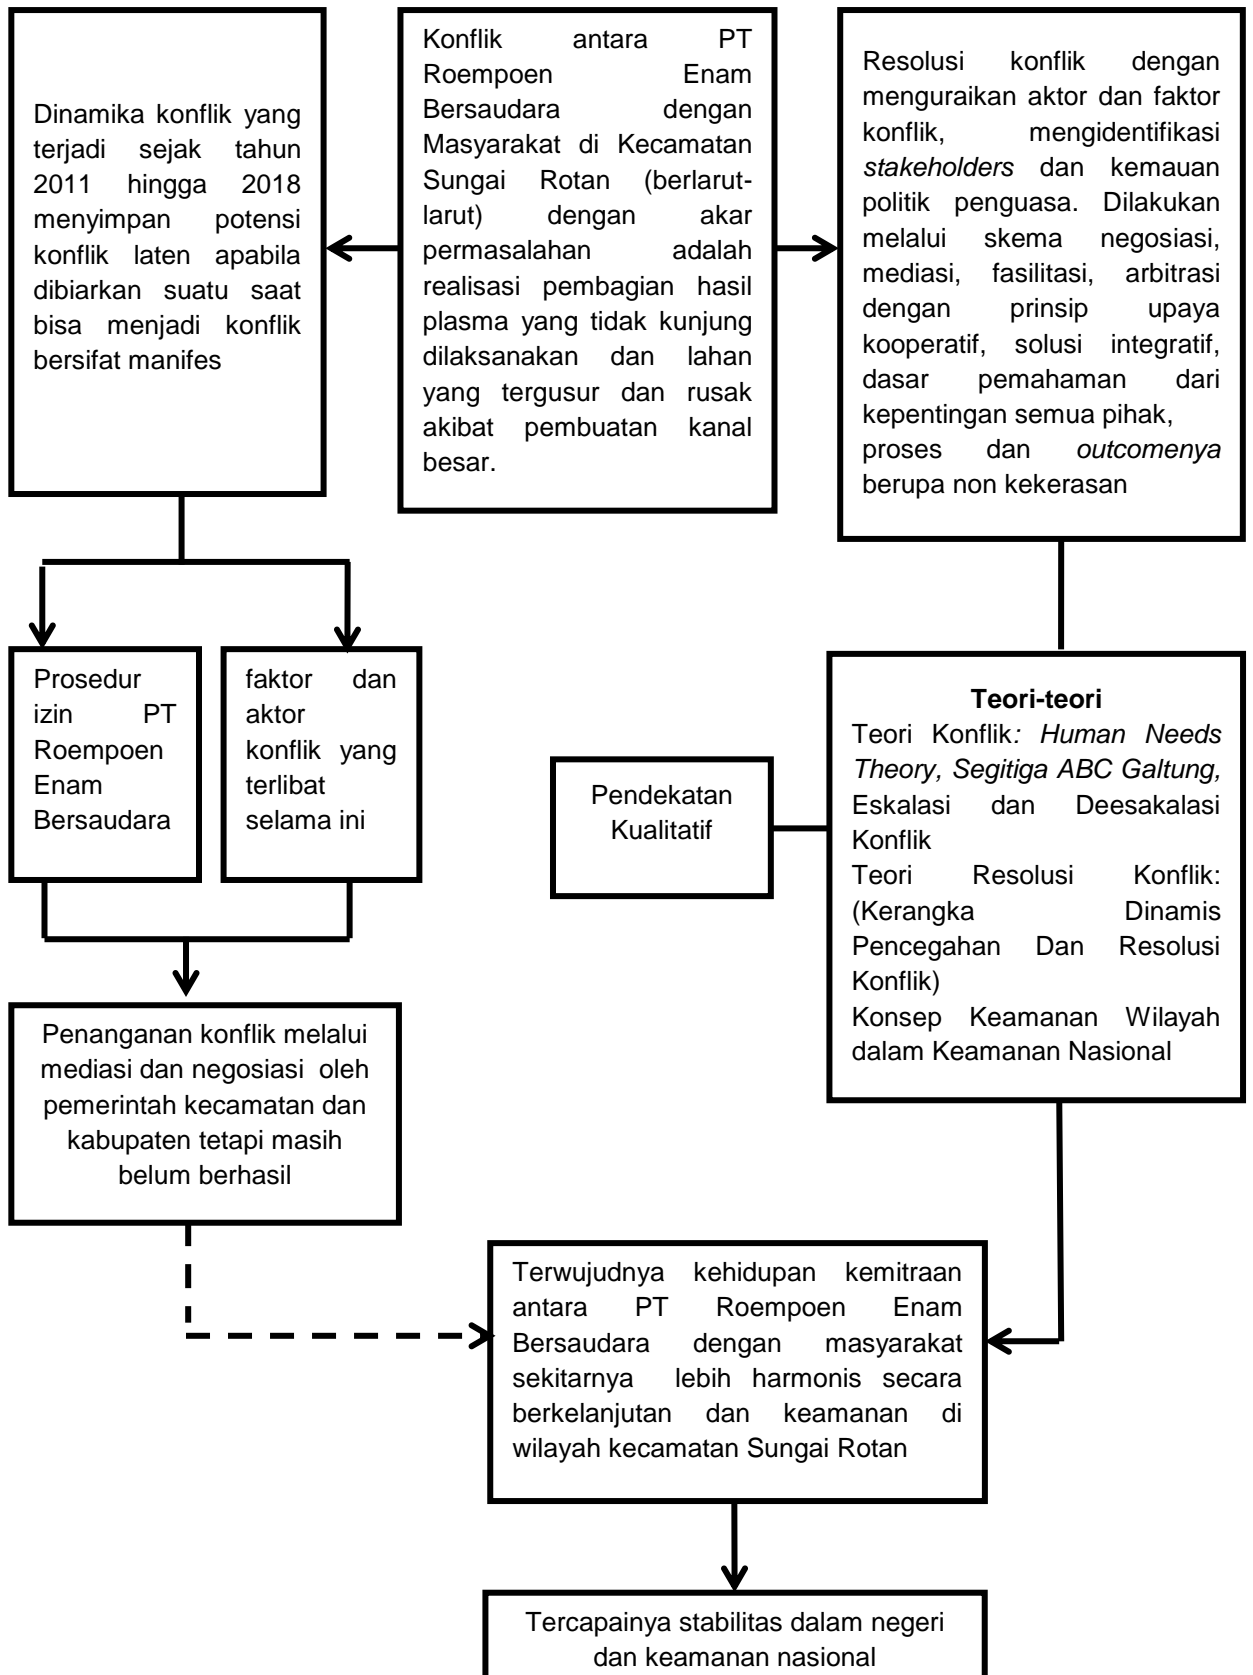 Dinamika konflik yang
terjadi sejak tahun
2011 hingga 2018
menyimpan potensi
konflik laten apabila
dibiarkan suatu saat
bisa menjadi konflik
bersifat manifes
Konflik antara PT
Roempoen Enam
Bersaudara dengan
Masyarakat di Kecamatan
Sungai Rotan (berlarut-
larut) dengan akar
permasalahan adalah
realisasi pembagian hasil
plasma yang tidak kunjung
dilaksanakan dan lahan
yang tergusur dan rusak
akibat pembuatan kanal
besar.
Resolusi konflik dengan
menguraikan aktor dan faktor
konflik, mengidentifikasi
stakeholders dan kemauan
politik penguasa. Dilakukan
melalui skema negosiasi,
mediasi, fasilitasi, arbitrasi
dengan prinsip upaya
kooperatif, solusi integratif,
dasar pemahaman dari
kepentingan semua pihak,
proses dan outcomenya
berupa non kekerasan
Prosedur
izin PT
Roempoen
Enam
Bersaudara
faktor dan
aktor
konflik yang
terlibat
selama ini
Pendekatan
Kualitatif
Teori-teori
Teori Konflik: Human Needs
Theory, Segitiga ABC Galtung,
Eskalasi dan Deesakalasi
Konflik
Teori Resolusi Konflik:
(Kerangka Dinamis
Pencegahan Dan Resolusi
Konflik)
Konsep Keamanan Wilayah
dalam Keamanan Nasional
Penanganan konflik melalui
mediasi dan negosiasi oleh
pemerintah kecamatan dan
kabupaten tetapi masih
belum berhasil
Terwujudnya kehidupan kemitraan
antara PT Roempoen Enam
Bersaudara dengan masyarakat
sekitarnya lebih harmonis secara
berkelanjutan dan keamanan di
wilayah kecamatan Sungai Rotan
Tercapainya stabilitas dalam negeri
dan keamanan nasional